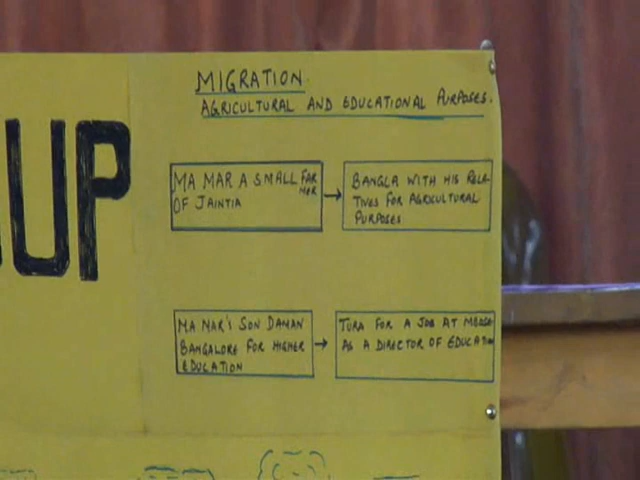 UP
MIGRATION.
AGRICULTURAL AND EDUCATIONAL PURPOSES.
MA MAR A SMALL FARMER
OF JAINTIA
BANGLA WITH HIS RELA-
TIVES FOR AGRICULTURAL
PURPOSES
MA MAR'S SON DAMAN
BANGALORE FOR HIGHER
EDUCATION
TURA FOR A JOB AT
AS A DIRECTOR OF EDUCATION